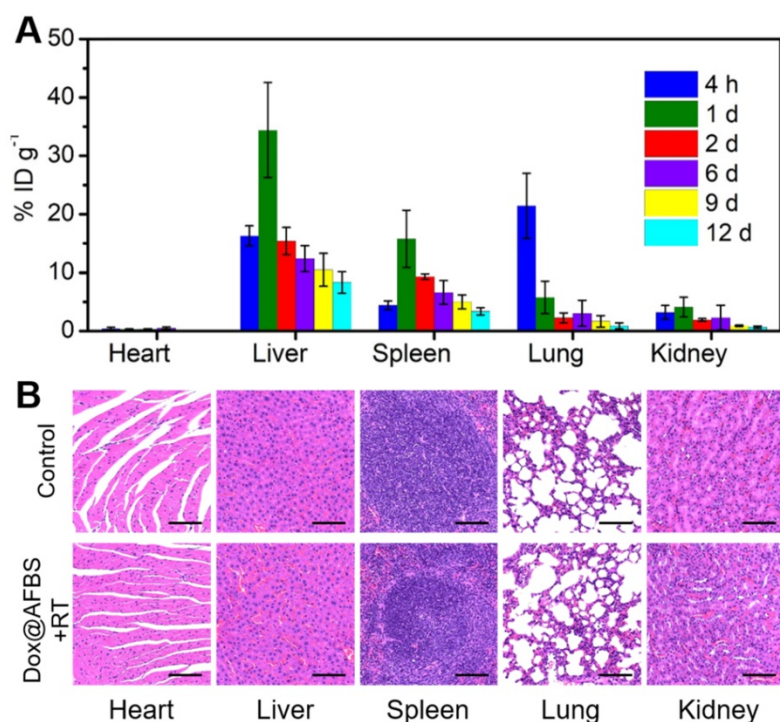 A
50
40
30
20
10
0
% ID g⁻¹
4 h
1 d
2 d
6 d
9 d
12 d
Heart Liver Spleen Lung Kidney
B
Control
Dox@AFBS
+RT
Heart Liver Spleen Lung Kidney